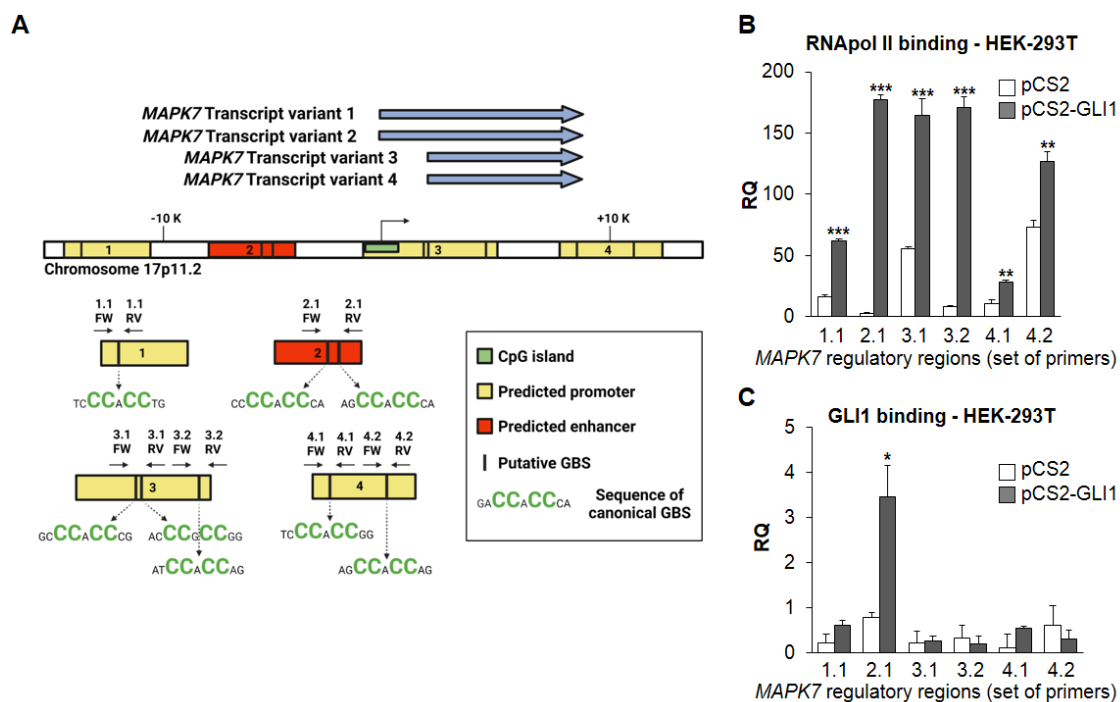 A
MAPK7 Transcript variant 1
MAPK7 Transcript variant 2
MAPK7 Transcript variant 3
MAPK7 Transcript variant 4
-10 K
+10 K
1
2
3
4
Chromosome 17p11.2
1.1 FW
1.1 RV
2.1 FW
2.1 RV
1
2
TCCCACCTG
CCCCACCCA
AGCCACCCA
3.1 FW
3.1 RV
3.2 FW
3.2 RV
4.1 FW
4.1 RV
4.2 FW
4.2 RV
3
4
GCCCACCCG
ACCCGCCGG
ATCCACCAG
TCCCACCGG
AGCCACCAG
CpG island
Predicted promoter
Predicted enhancer
Putative GBS
GACCACCCA
Sequence of
canonical GBS
B
RNApol II binding - HEK-293T
200
150
100
50
0
RQ
pCS2
pCS2-GLI1
***
***
***
***
**
**
1.1 2.1 3.1 3.2 4.1 4.2
MAPK7 regulatory regions (set of primers)
C
GLI1 binding - HEK-293T
5
4
3
2
1
0
RQ
pCS2
pCS2-GLI1
*
1.1 2.1 3.1 3.2 4.1 4.2
MAPK7 regulatory regions (set of primers)